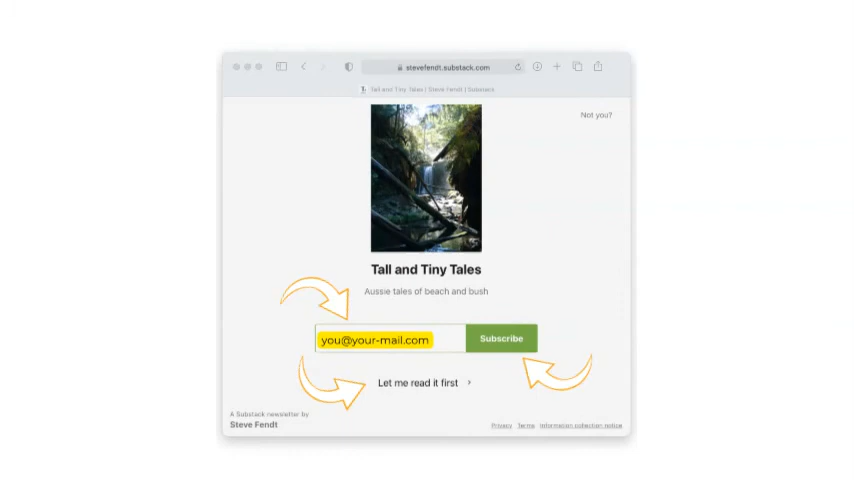 stevefendt.substack.com
Tall and Tiny Tales | Steve Fendt | Substack
Not you?
Tall and Tiny Tales
Aussie tales of beach and bush
you@your-mail.com
Subscribe
Let me read it first >
A Substack newsletter by
Steve Fendt
Privacy Terms Information collection notice